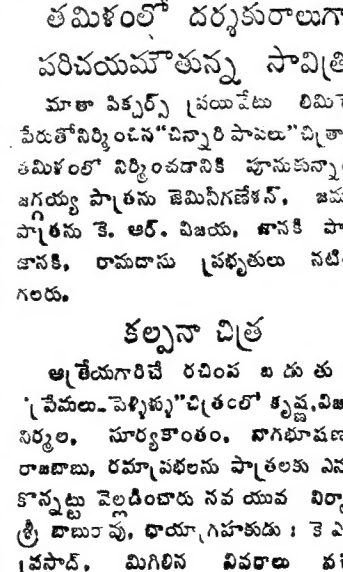 తమిళంలో దర్శకురాలుగా
పరిచయమౌతున్న సావిత్రి
మాతా పిక్చర్స్ ప్రయివేటు లిమి
పేరుతోనిర్మించిన "చిన్నారి పాపలు" చిత్రా
తమిళంలో నిర్మించడానికి పూనుకున్నా
జగ్గయ్య పాత్రను జెమినీగణేశన్, జము
పాత్రను కె. ఆర్. విజయ, జానకి పా
జానకి, రామదాసు ప్రభృతులు నటి
గలరు.
కల్పనా చిత్ర
ఆత్రేయగారిచే రచింప బడుతు
"ప్రేమలు-పెళ్ళిళ్ళు" చిత్రంలో కృష్ణ, విజ
నిర్మల, సూర్యకాంతం, నాగభూషణ
రాజబాబు, రమాప్రభలను పాత్రలకు ఎన
కొన్నట్టు వెల్లడించారు నవ యువ నిర్మా
శ్రీ బాబురావు, ఛాయాగ్రహకుడు : కె ఎ
ప్రసాద్, మిగిలిన వివరాలు